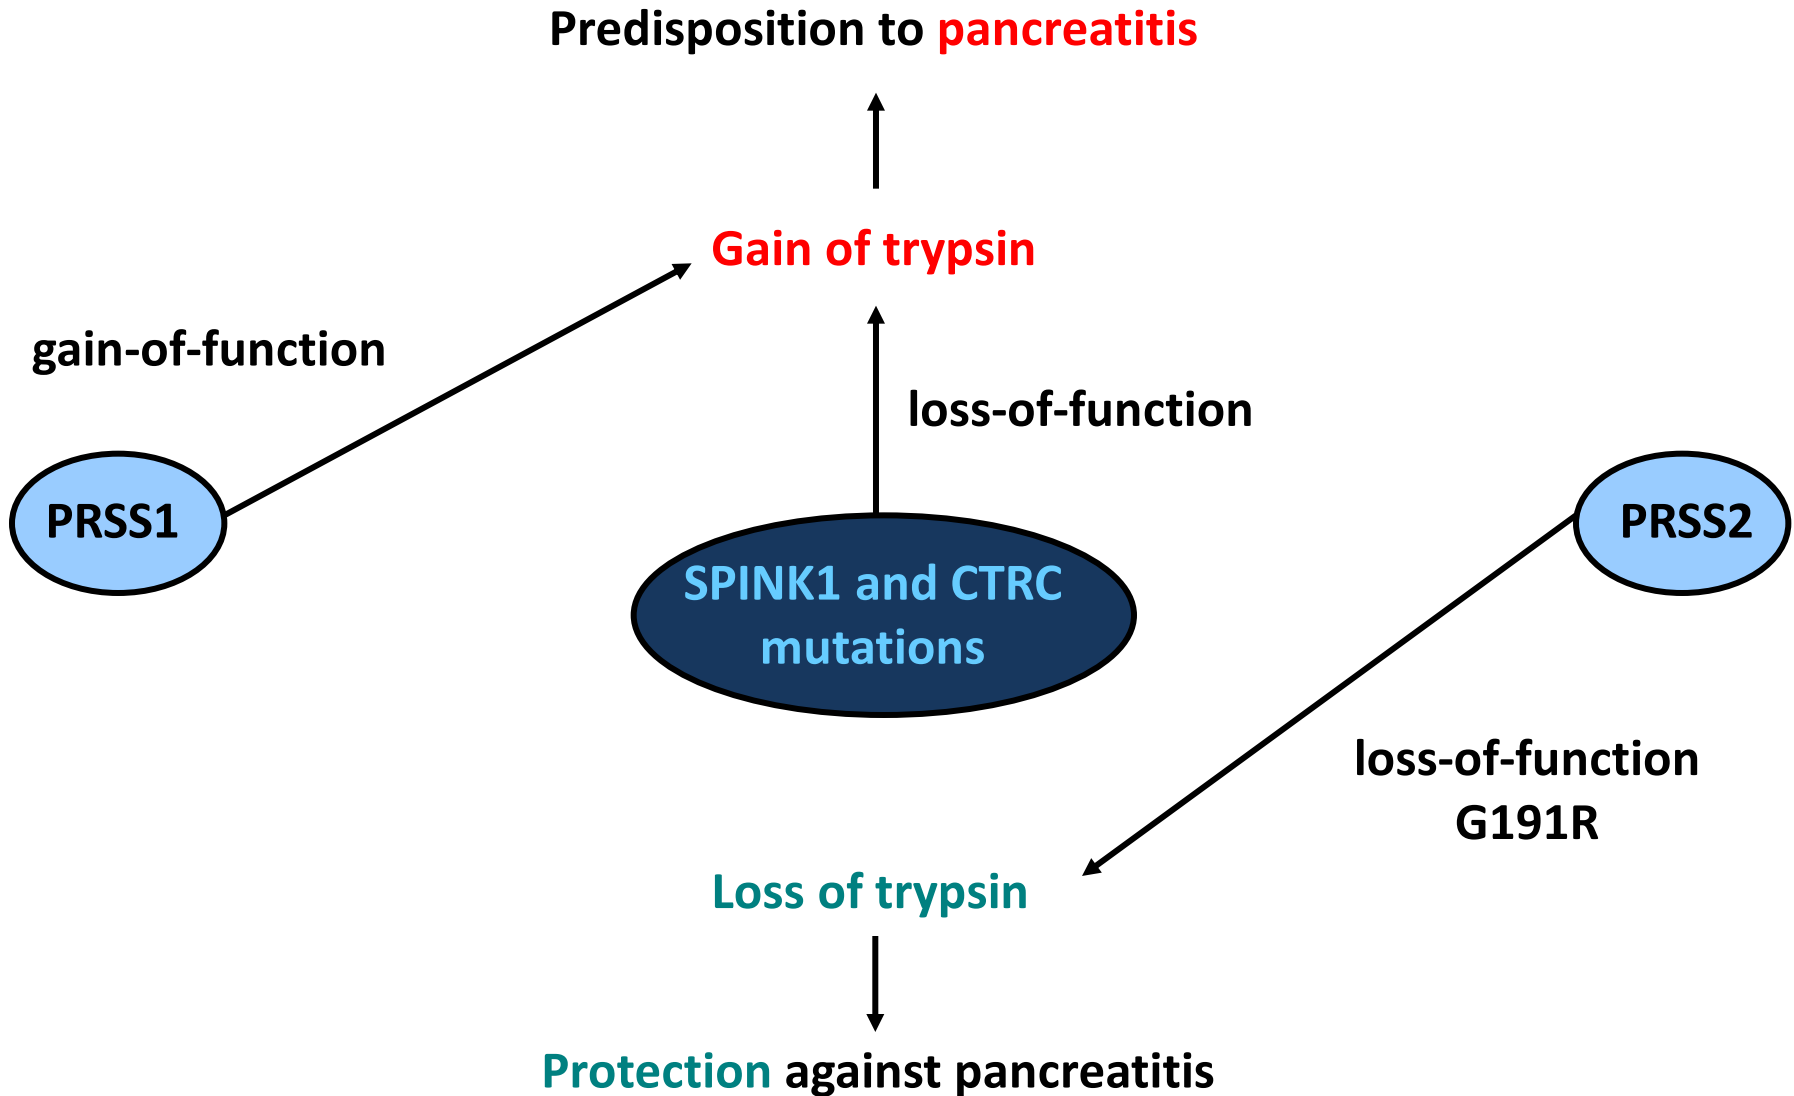 Predisposition to pancreatitis
Gain of trypsin
gain-of-function
loss-of-function
PRSS1
PRSS2
SPINK1 and CTRC
mutations
loss-of-function
G191R
Loss of trypsin
Protection against pancreatitis